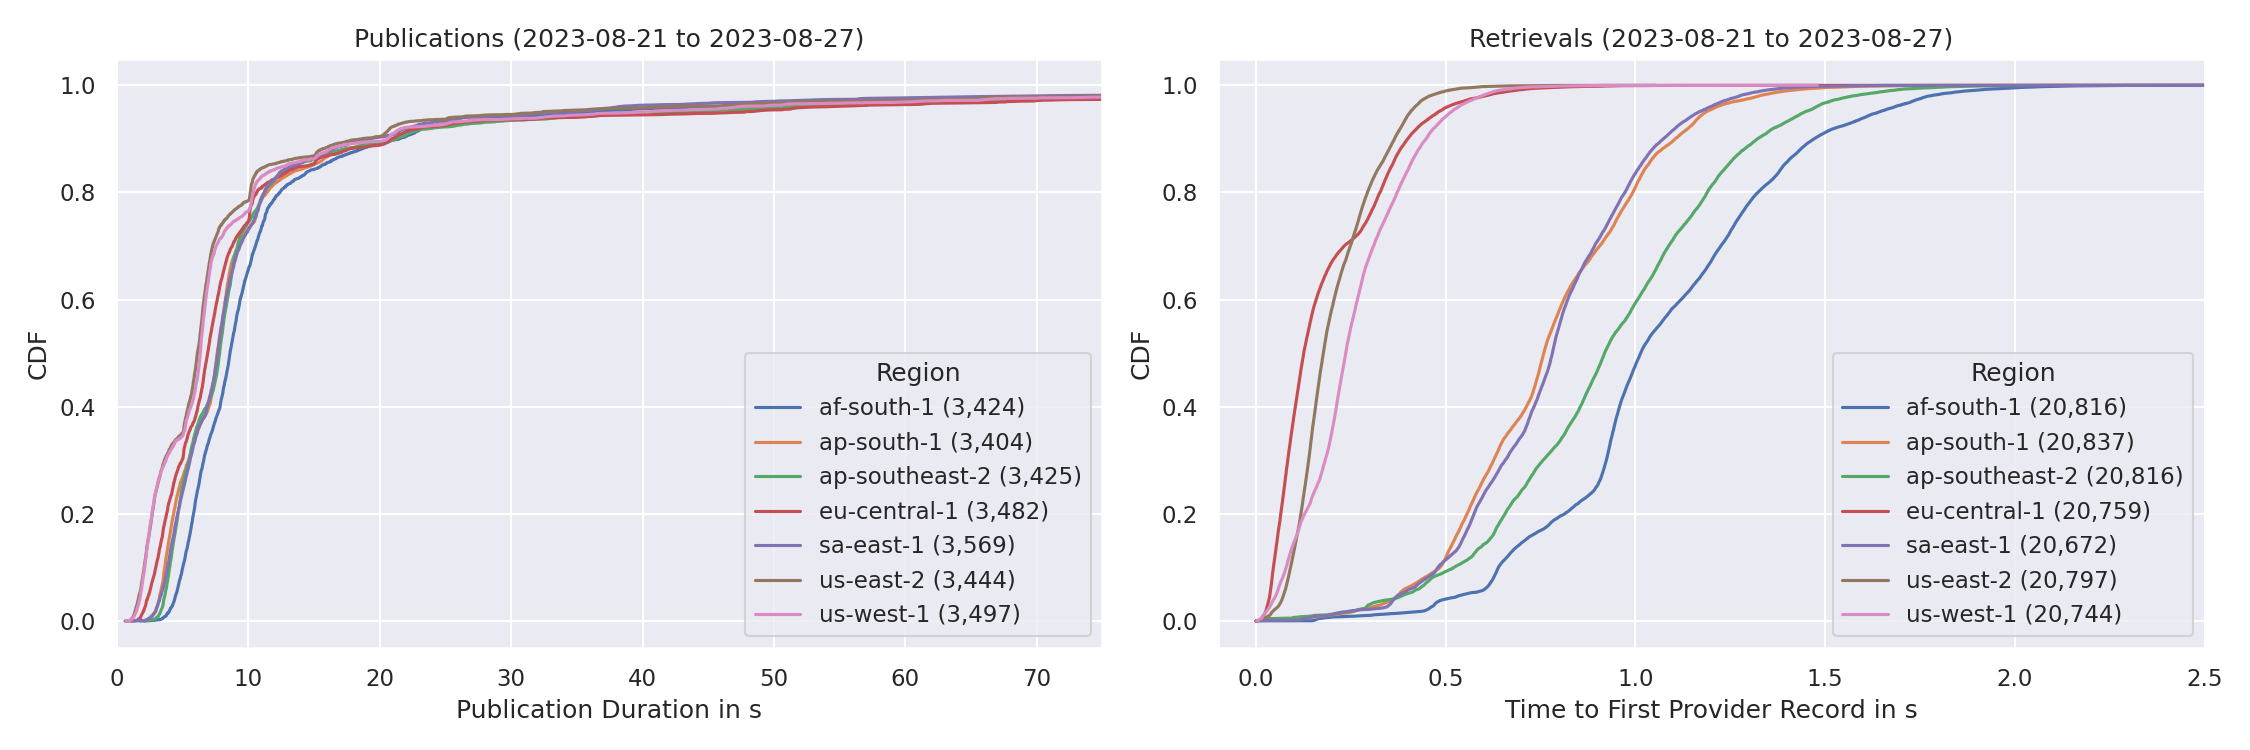 Publications (2023-08-21 to 2023-08-27)
1.0
0.8
0.6
0.4
0.2
0.0
CDF
0 10 20 30 40 50 60 70
Publication Duration in s
Region
af-south-1 (3,424)
ap-south-1 (3,404)
ap-southeast-2 (3,425)
eu-central-1 (3,482)
sa-east-1 (3,569)
us-east-2 (3,444)
us-west-1 (3,497)
Retrievals (2023-08-21 to 2023-08-27)
1.0
0.8
0.6
0.4
0.2
0.0
CDF
0.0 0.5 1.0 1.5 2.0 2.5
Time to First Provider Record in s
Region
af-south-1 (20,816)
ap-south-1 (20,837)
ap-southeast-2 (20,816)
eu-central-1 (20,759)
sa-east-1 (20,672)
us-east-2 (20,797)
us-west-1 (20,744)